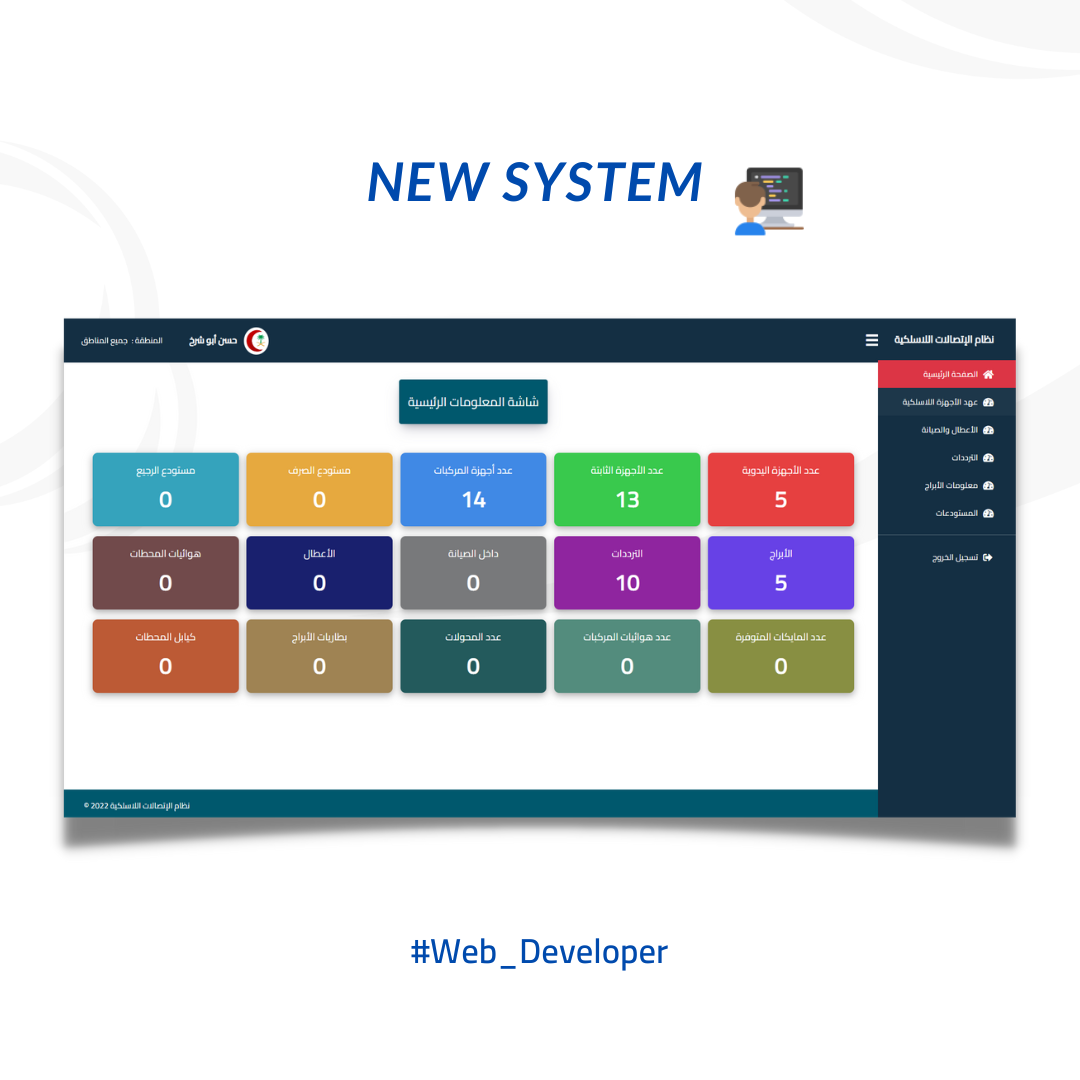 NEW SYSTEM
نظام الإتصالات اللاسلكية
حسن أبو شرخ
المنطقة : جميع المناطق
الصفحة الرئيسية
عهد الأجهزة اللاسلكية
الأعطال والصيانة
الترددات
معلومات الأبراج
المستودعات
تسجيل الخروج
شاشة المعلومات الرئيسية
عدد الأجهزة اليدوية
5
عدد الأجهزة الثابتة
13
عدد أجهزة المركبات
14
مستودع الصرف
0
مستودع الرجيع
0
الأبراج
5
الترددات
10
داخل الصيانة
0
الأعطال
0
هوائيات المحطات
0
عدد المايكات المتوفرة
0
عدد هوائيات المركبات
0
عدد المحولات
0
بطاريات الأبراج
0
كيابل المحطات
0
نظام الإتصالات اللاسلكية 2022 ©
#Web_Developer